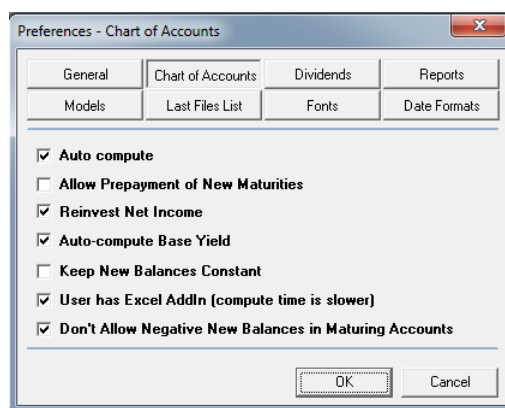 Preferences - Chart of Accounts
General Chart of Accounts Dividends Reports
Models Last Files List Fonts Date Formats
Auto compute
Allow Prepayment of New Maturities
Reinvest Net Income
Auto-compute Base Yield
Keep New Balances Constant
User has Excel AddIn (compute time is slower)
Don't Allow Negative New Balances in Maturing Accounts
OK Cancel